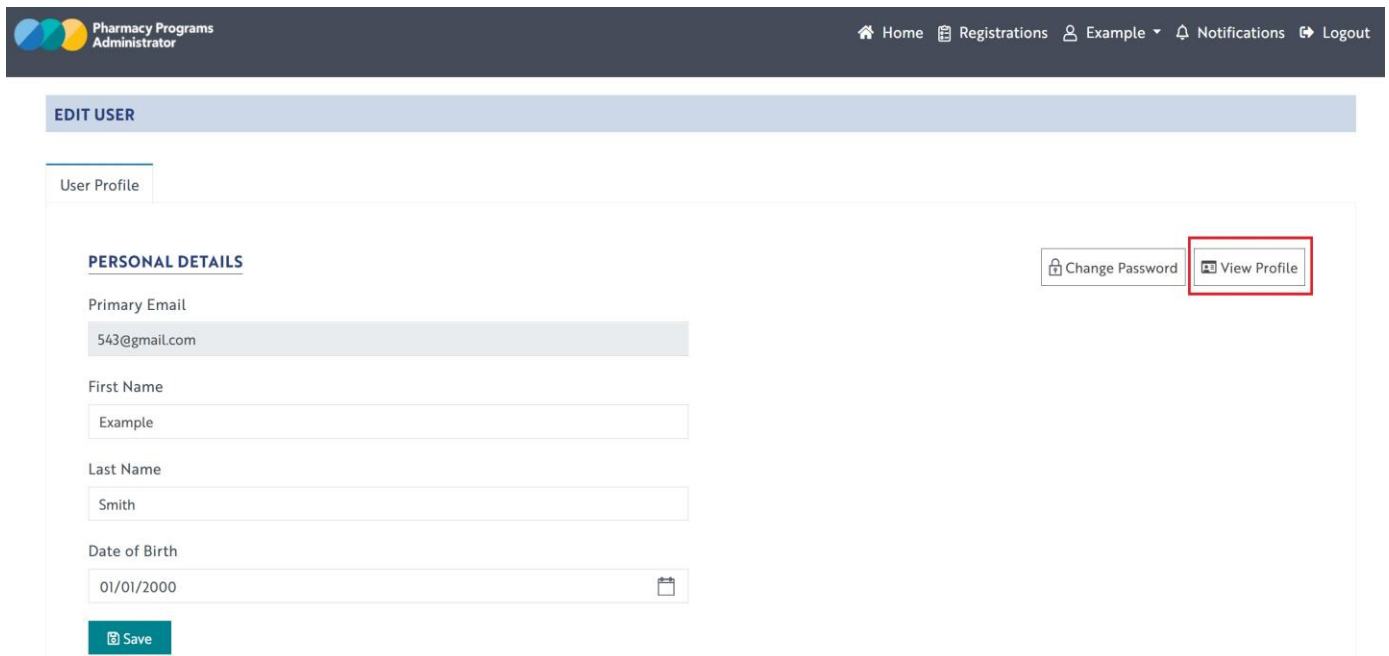 Pharmacy Programs
Administrator
Home Registrations Example Notifications Logout
EDIT USER
User Profile
PERSONAL DETAILS
Change Password View Profile
Primary Email
543@gmail.com
First Name
Example
Last Name
Smith
Date of Birth
01/01/2000
Save